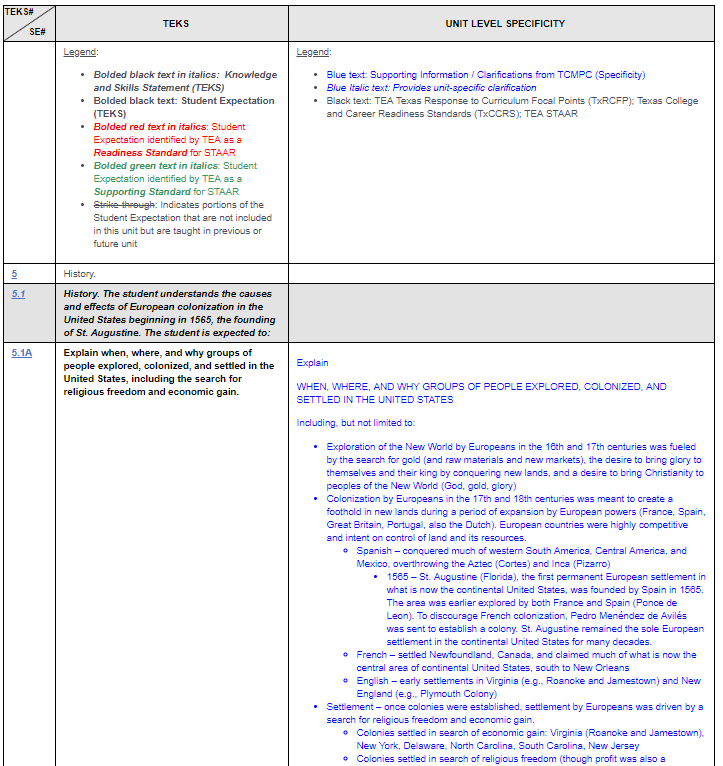 TEKS#
SE#
TEKS
UNIT LEVEL SPECIFICITY
Legend:
Bolded black text in italics: Knowledge
and Skills Statement (TEKS)
Bolded black text: Student Expectation
(TEKS)
Bolded red text in italics: Student
Expectation identified by TEA as a
Readiness Standard for STAAR
Bolded green text in italics: Student
Expectation identified by TEA as a
Supporting Standard for STAAR
Strike-through: Indicates portions of the
Student Expectation that are not included
in this unit but are taught in previous or
future unit
Legend:
Blue text: Supporting Information / Clarifications from TCMPC (Specificity)
Blue Italic text: Provides unit-specific clarification
Black text: TEA Texas Response to Curriculum Focal Points (TxRCFP); Texas College
and Career Readiness Standards (TxCCRS); TEA STAAR
5
History.
5.1
History. The student understands the causes
and effects of European colonization in the
United States beginning in 1565, the founding
of St. Augustine. The student is expected to:
5.1A
Explain when, where, and why groups of
people explored, colonized, and settled in the
United States, including the search for
religious freedom and economic gain.
Explain
WHEN, WHERE, AND WHY GROUPS OF PEOPLE EXPLORED, COLONIZED, AND
SETTLED IN THE UNITED STATES
Including, but not limited to:
Exploration of the New World by Europeans in the 16th and 17th centuries was fueled
by the search for gold (and raw materials and new markets), the desire to bring glory to
themselves and their king by conquering new lands, and a desire to bring Christianity to
peoples of the New World (God, gold, glory)
Colonization by Europeans in the 17th and 18th centuries was meant to create a
foothold in new lands during a period of expansion by European powers (France, Spain,
Great Britain, Portugal, also the Dutch). European countries were highly competitive
and intent on control of land and its resources.
Spanish – conquered much of western South America, Central America, and
Mexico, overthrowing the Aztec (Cortes) and Inca (Pizarro)
1565 – St. Augustine (Florida), the first permanent European settlement in
what is now the continental United States, was founded by Spain in 1565.
The area was earlier explored by both France and Spain (Ponce de
Leon). To discourage French colonization, Pedro Menéndez de Avilés
was sent to establish a colony. St. Augustine remained the sole European
settlement in the continental United States for many decades.
French – settled Newfoundland, Canada, and claimed much of what is now the
central area of continental United States, south to New Orleans
English – early settlements in Virginia (e.g., Roanoke and Jamestown) and New
England (e.g., Plymouth Colony)
Settlement – once colonies were established, settlement by Europeans was driven by a
search for religious freedom and economic gain.
Colonies settled in search of economic gain: Virginia (Roanoke and Jamestown),
New York, Delaware, North Carolina, South Carolina, New Jersey
Colonies settled in search of religious freedom (though profit was also a